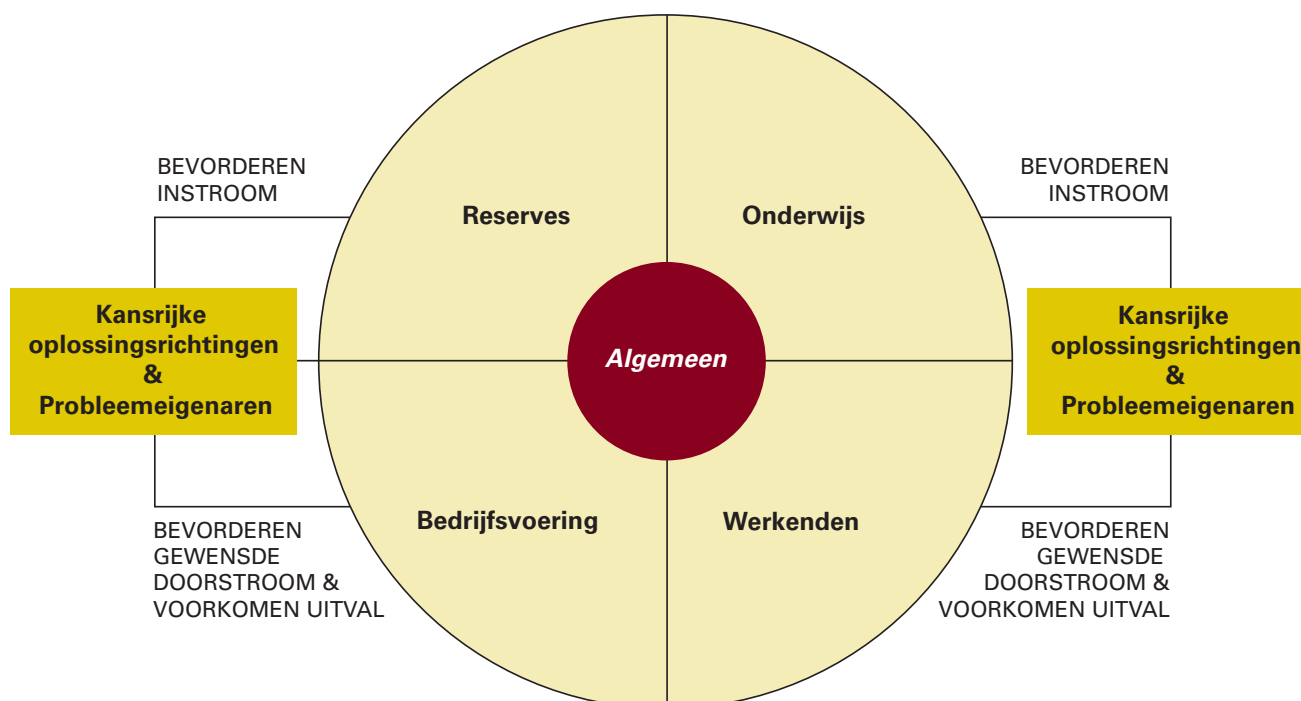 BEVORDEREN
INSTROOM
BEVORDEREN
INSTROOM
Reserves
Onderwijs
Kansrijke
oplossingsrichtingen
&
Probleemeigenaren
Algemeen
Kansrijke
oplossingsrichtingen
&
Probleemeigenaren
Bedrijfsvoering
Werkenden
BEVORDEREN
GEWENSDE
DOORSTROOM &
VOORKOMEN UITVAL
BEVORDEREN
GEWENSDE
DOORSTROOM &
VOORKOMEN UITVAL